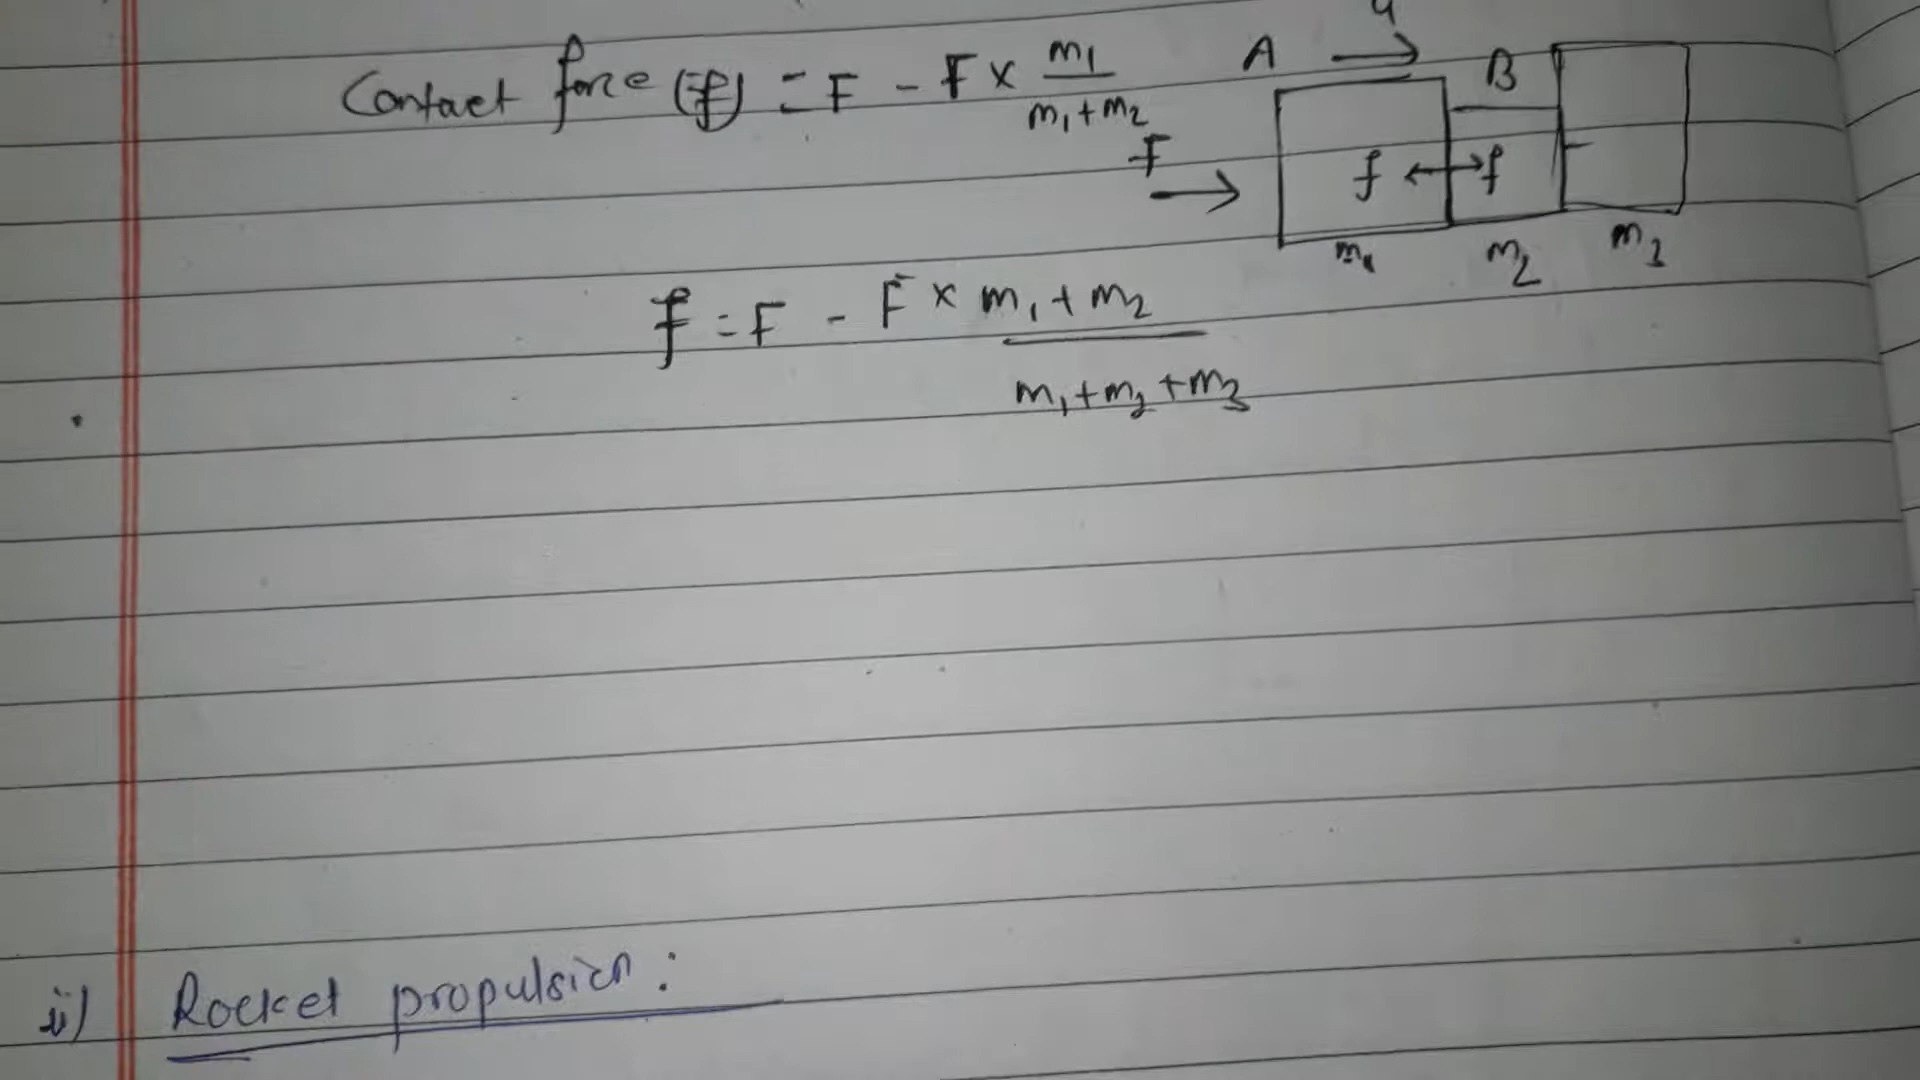 Contact force (f) = F - F × m₁/m₁+m₂
A
B
F
f
f
m₁
m₂
m₃
f = F - F × m₁+m₂/m₁+m₂+m₃
ii) Rocket propulsion: